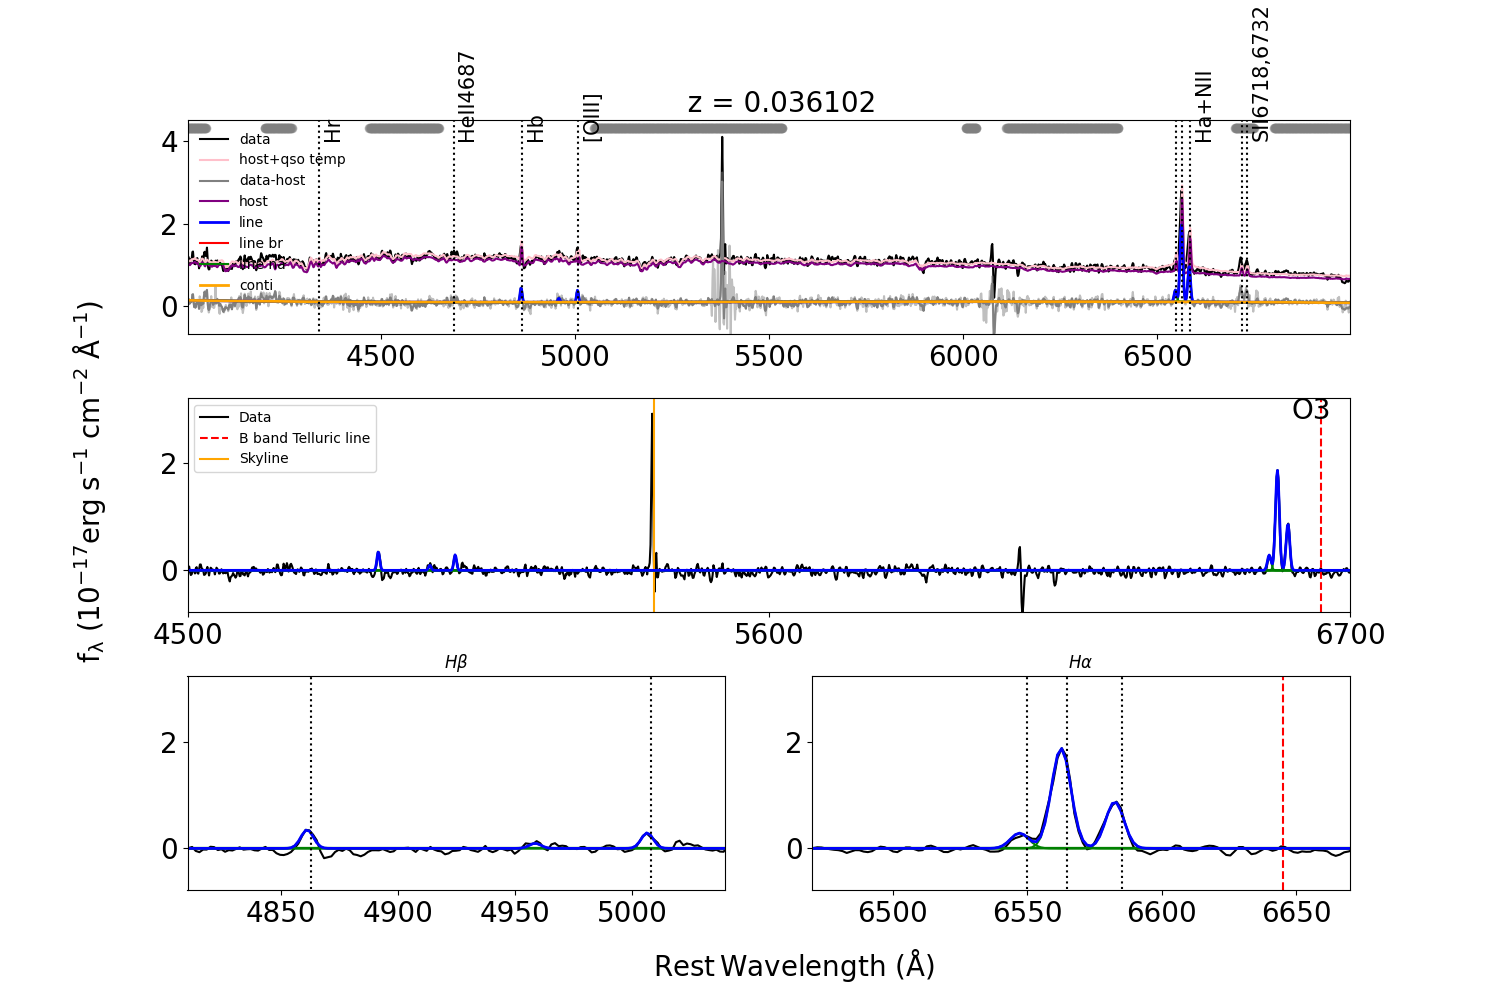 z = 0.036102
Hr
HeII4687
Hb
[OIII]
Ha+NII
SII6718,6732
data
host+qso temp
data-host
host
line
line br
conti
4
2
0
4500
5000
5500
6000
6500
fλ (10⁻¹⁷erg s⁻¹ cm⁻² Å⁻¹)
Data
B band Telluric line
Skyline
O3
2
0
4500
5600
6700
Hβ
2
0
4850
4900
4950
5000
Hα
2
0
6500
6550
6600
6650
Rest Wavelength (Å)